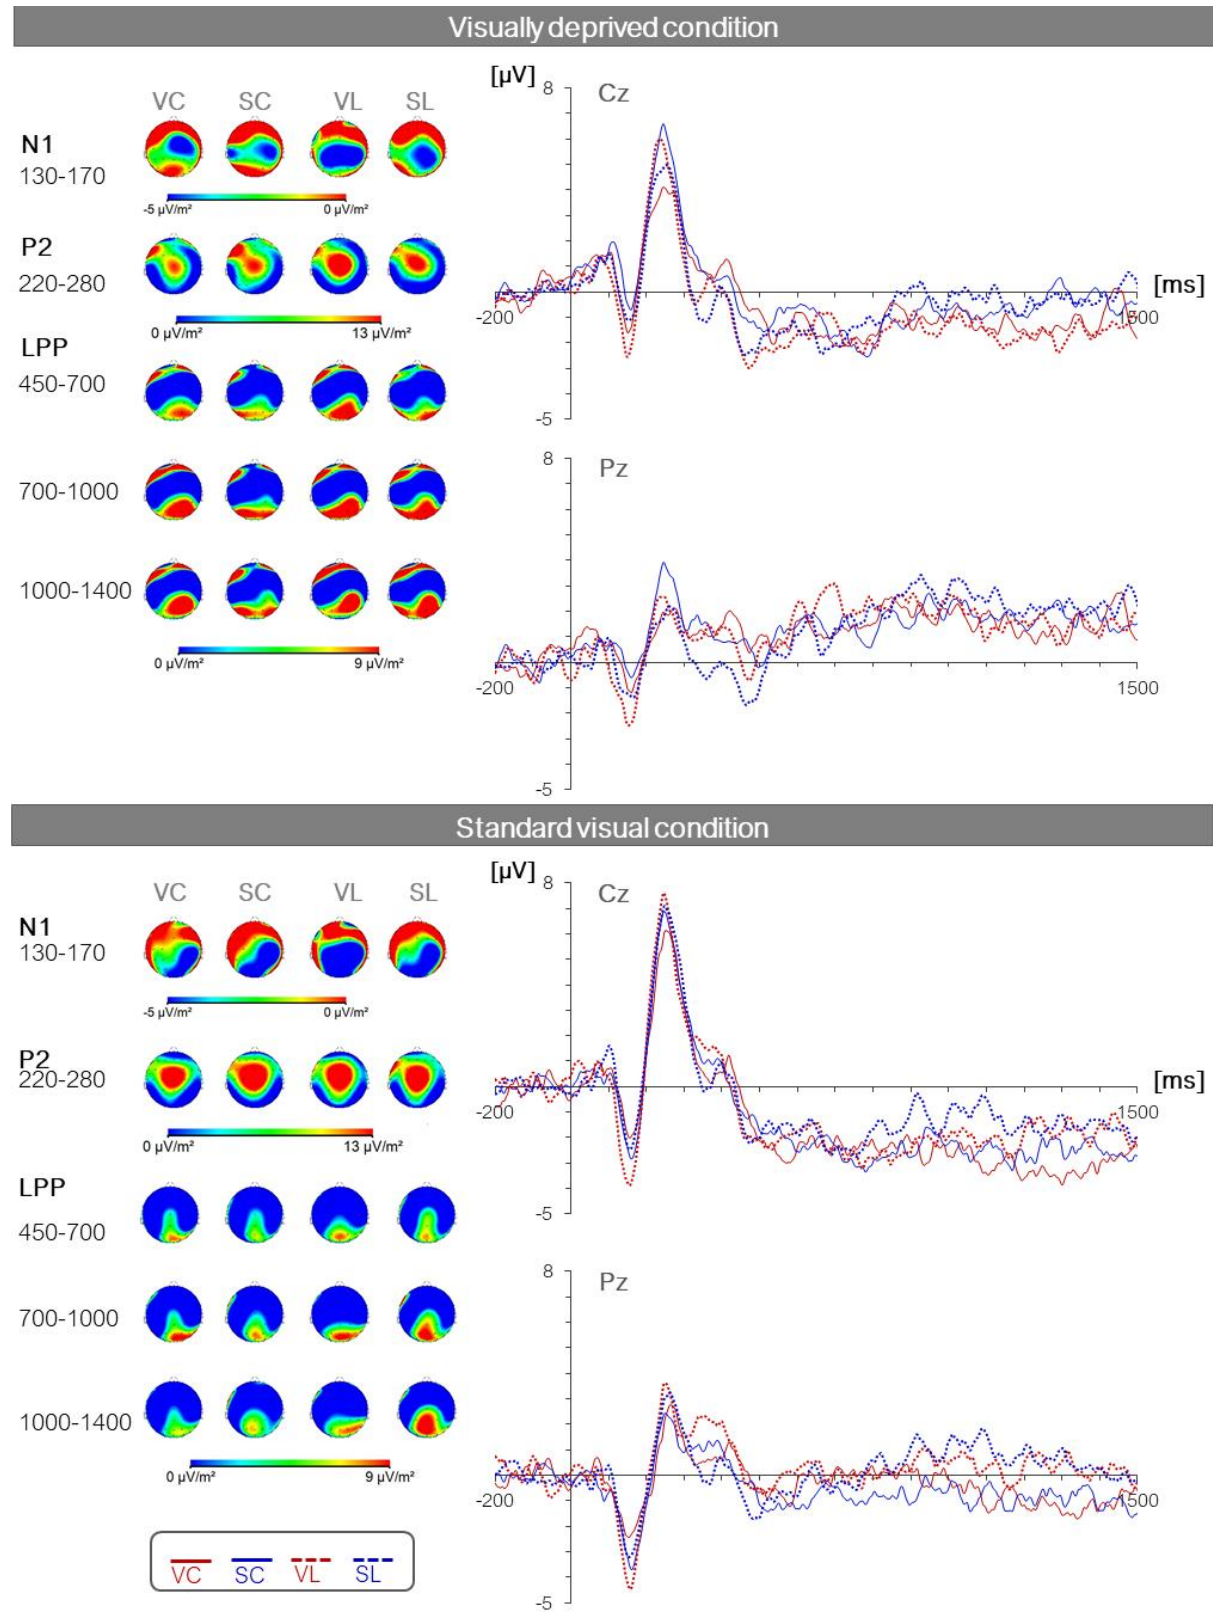 Visually deprived condition
VC SC VL SL
N1
130-170
-5 µV/m² 0 µV/m²
P2
220-280
0 µV/m² 13 µV/m²
LPP
450-700
700-1000
1000-1400
0 µV/m² 9 µV/m²
[µV]
8
Cz
[ms]
-200 1500
-5
8
Pz
-200 1500
-5
Standard visual condition
VC SC VL SL
N1
130-170
-5 µV/m² 0 µV/m²
P2
220-280
0 µV/m² 13 µV/m²
LPP
450-700
700-1000
1000-1400
0 µV/m² 9 µV/m²
VC SC VL SL
[µV]
8
Cz
[ms]
-200 1500
-5
8
Pz
-200 1500
-5